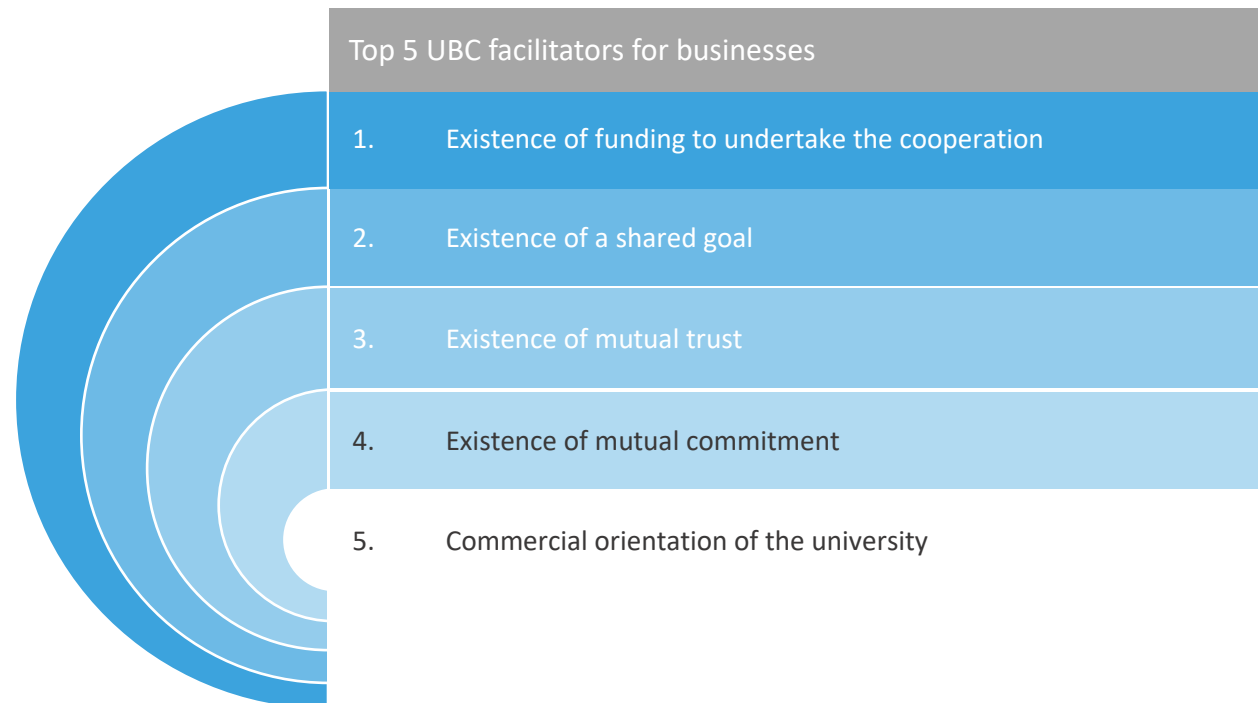 Top 5 UBC facilitators for businesses
1. Existence of funding to undertake the cooperation
2. Existence of a shared goal
3. Existence of mutual trust
4. Existence of mutual commitment
5. Commercial orientation of the university